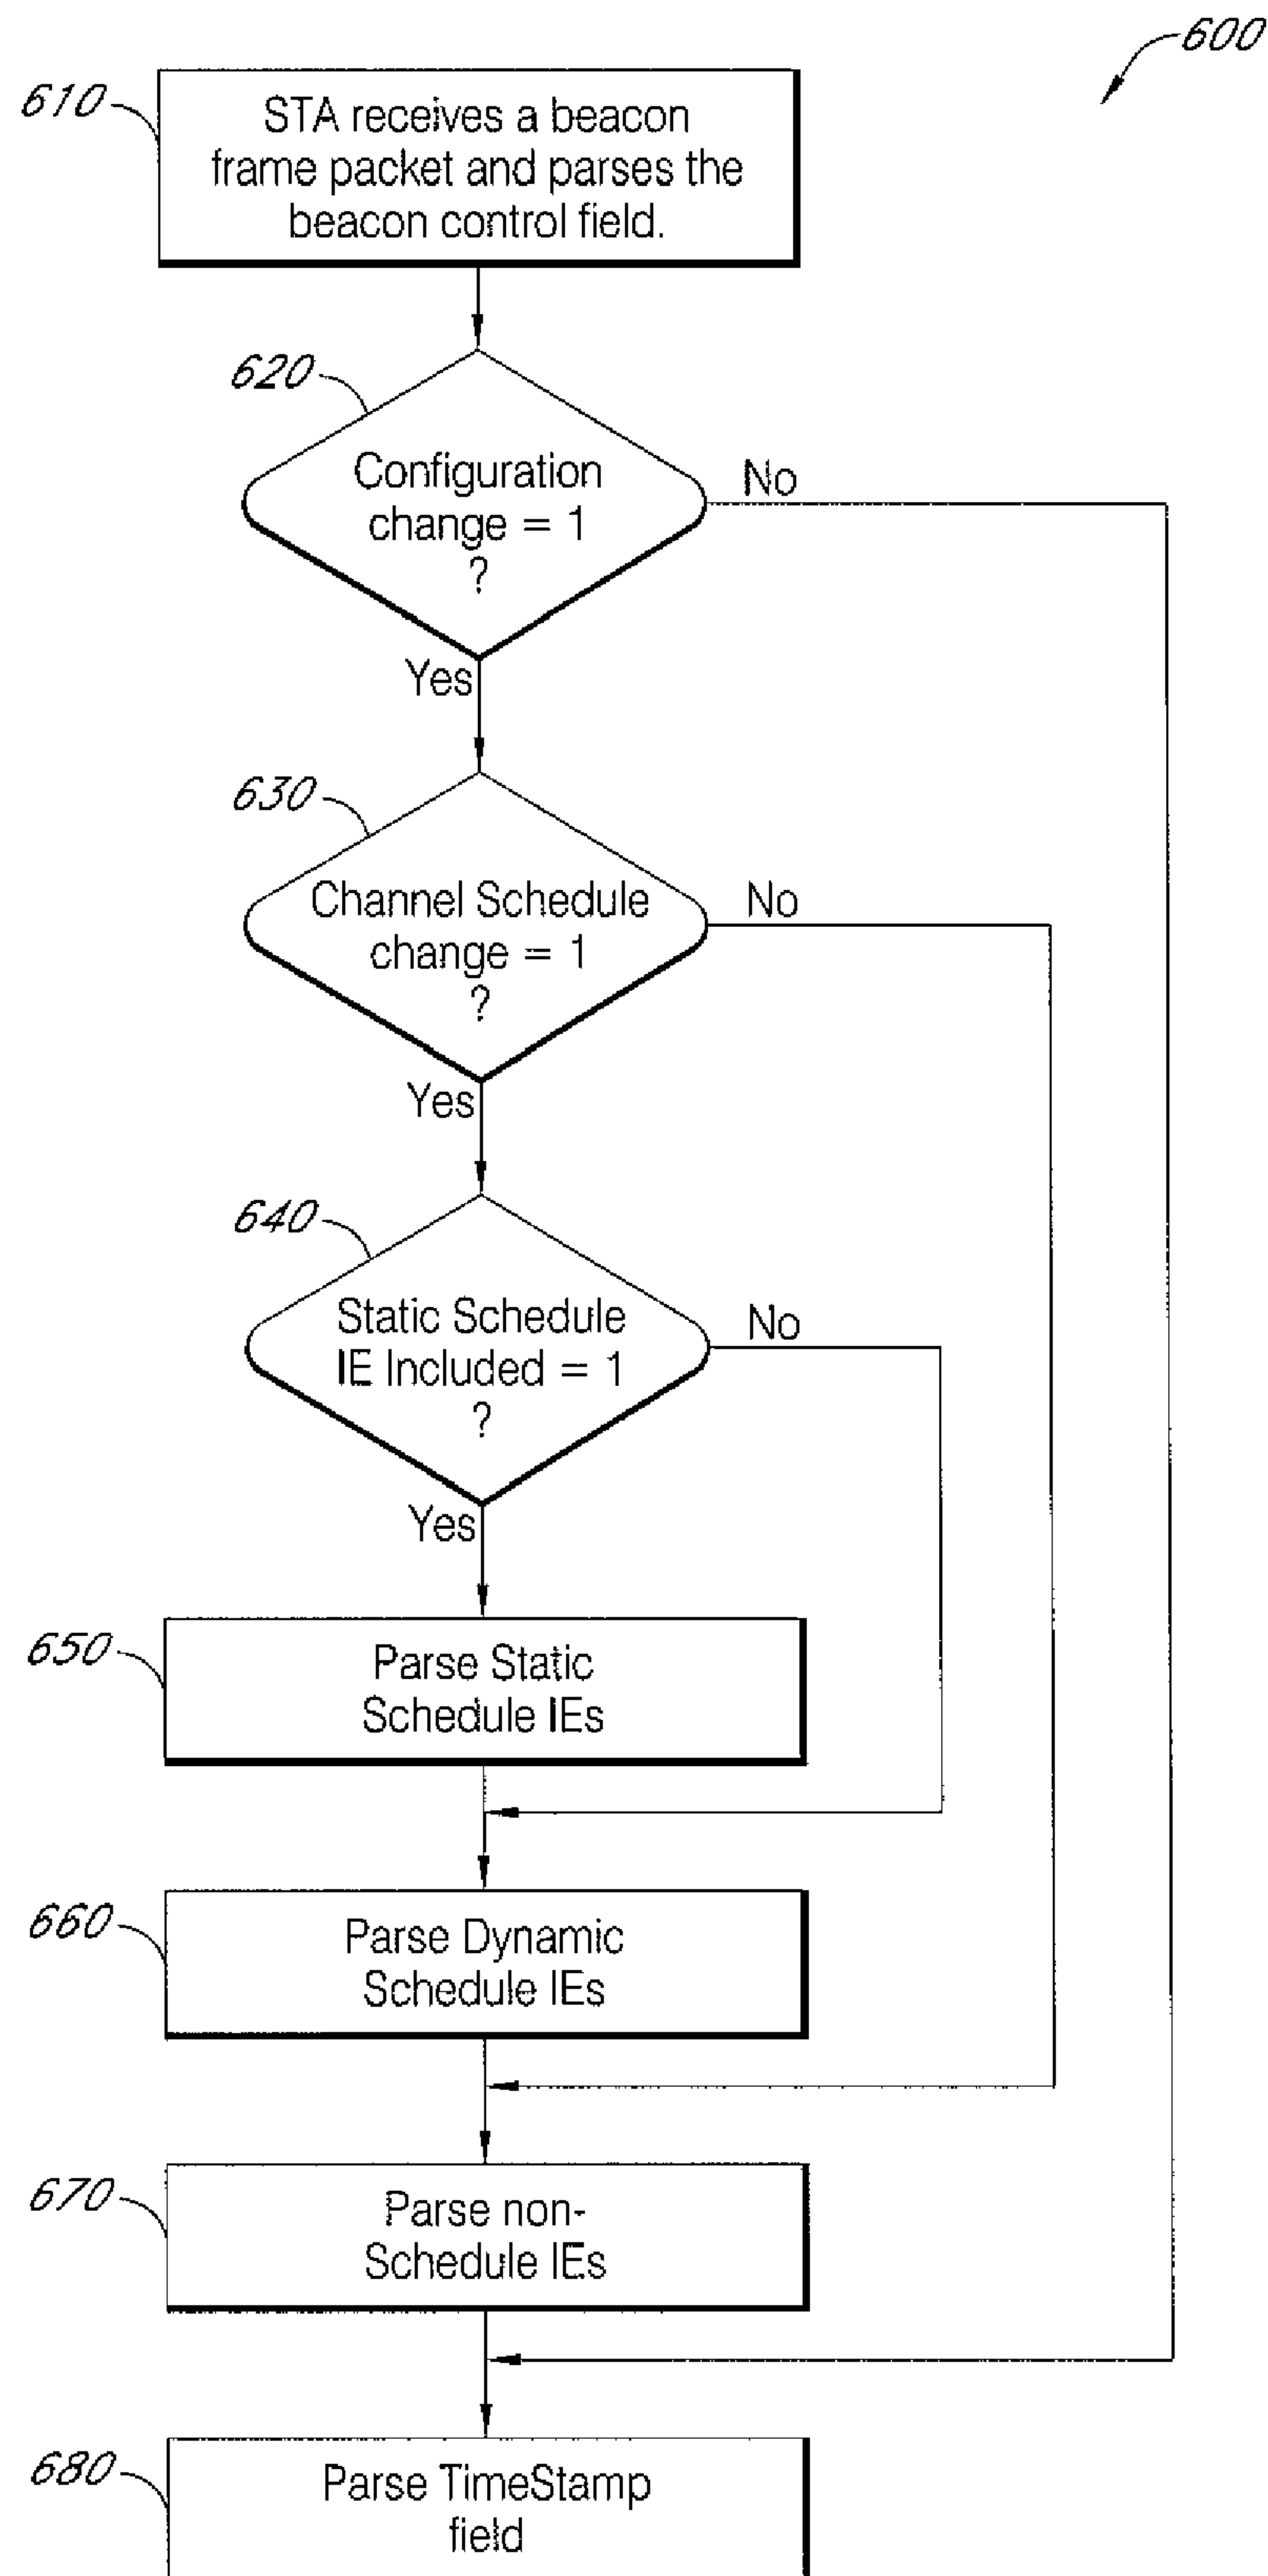 600
610
STA receives a beacon
frame packet and parses the
beacon control field.
620
Configuration
change = 1
?
No
Yes
630
Channel Schedule
change = 1
?
No
Yes
640
Static Schedule
IE Included = 1
?
No
Yes
650
Parse Static
Schedule IEs
660
Parse Dynamic
Schedule IEs
670
Parse non-
Schedule IEs
680
Parse TimeStamp
field